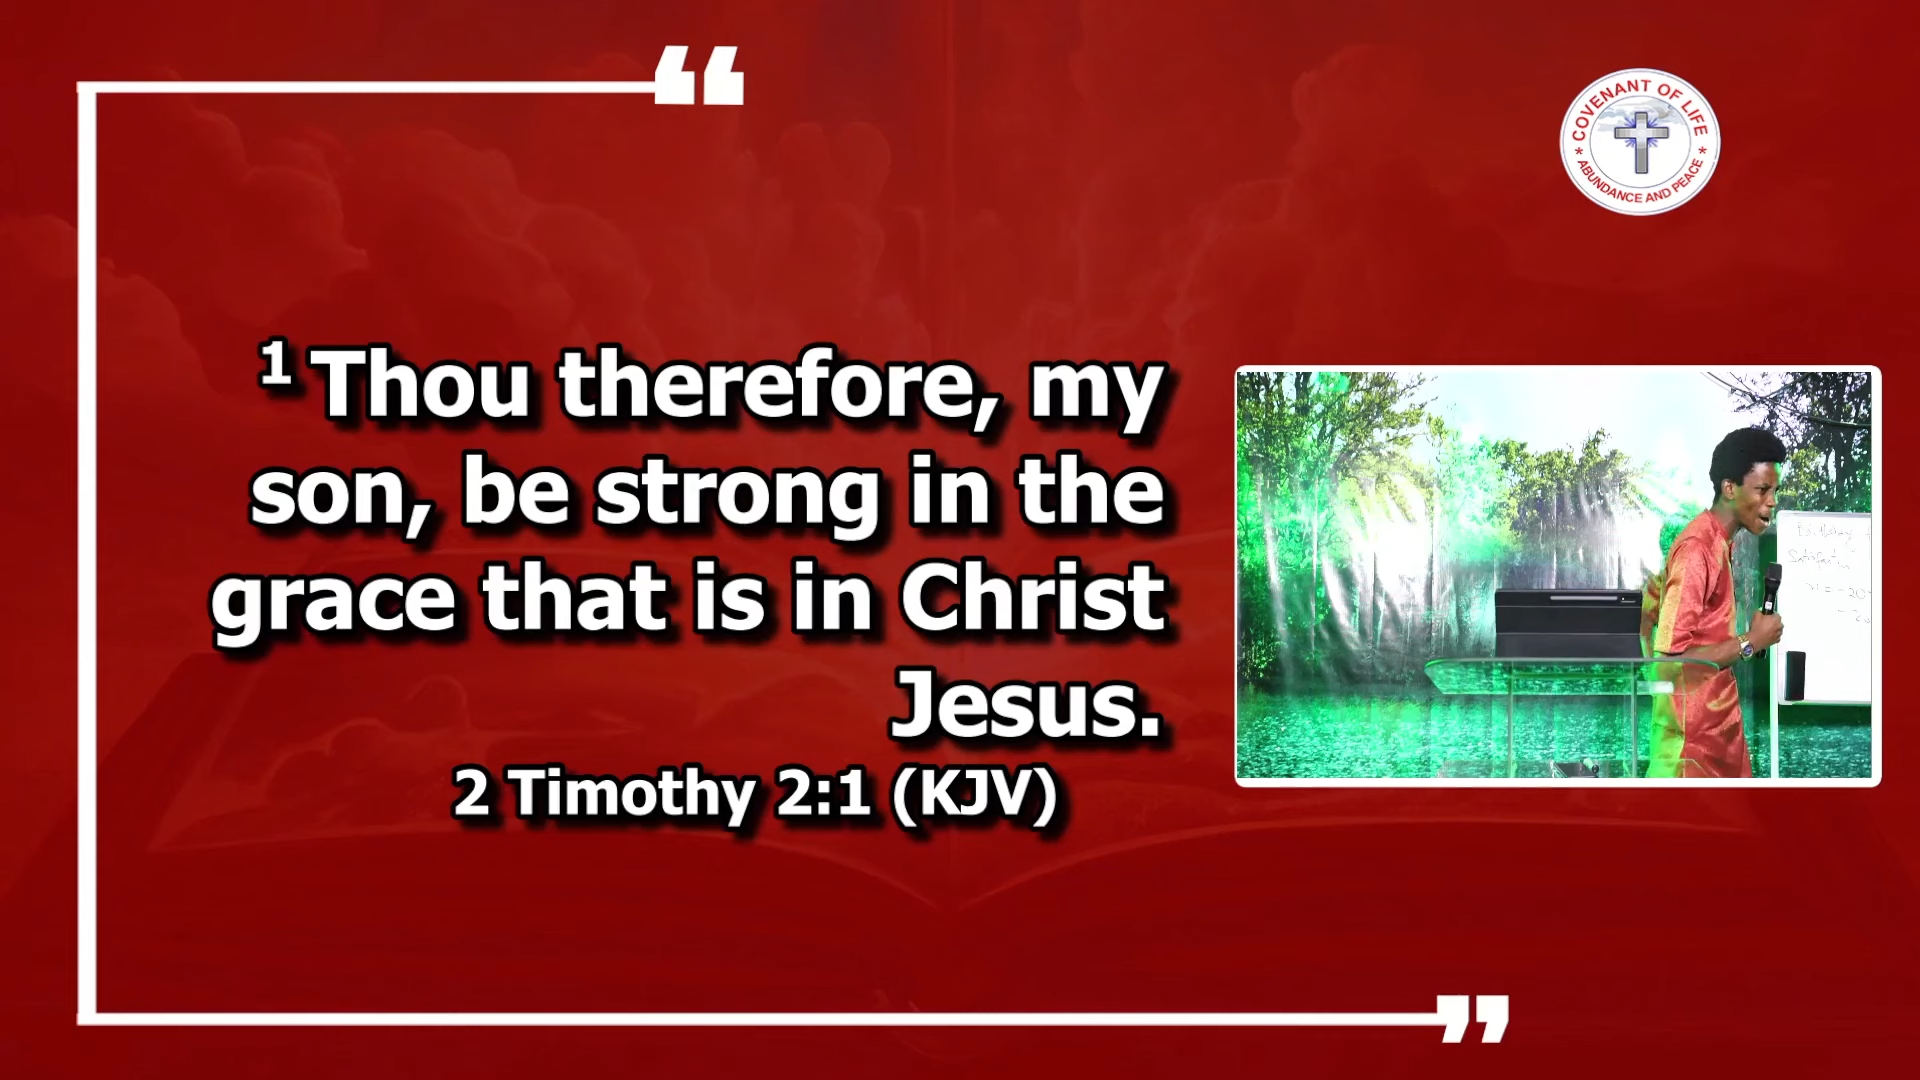 COVENANT OF LIFE
* ABUNDANCE AND PEACE *
1 Thou therefore, my
son, be strong in the
grace that is in Christ
Jesus.
2 Timothy 2:1 (KJV)